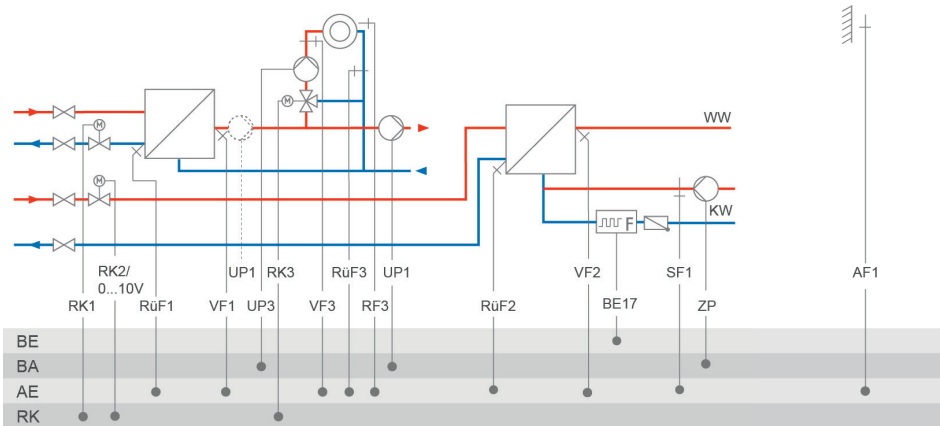 M
M
M
WW
F
KW
RK2/
0...10V
UP1
RK3
RüF3
UP1
VF2
SF1
AF1
RK1
RüF1
VF1
UP3
VF3
RF3
RüF2
BE17
ZP
BE
BA
AE
RK